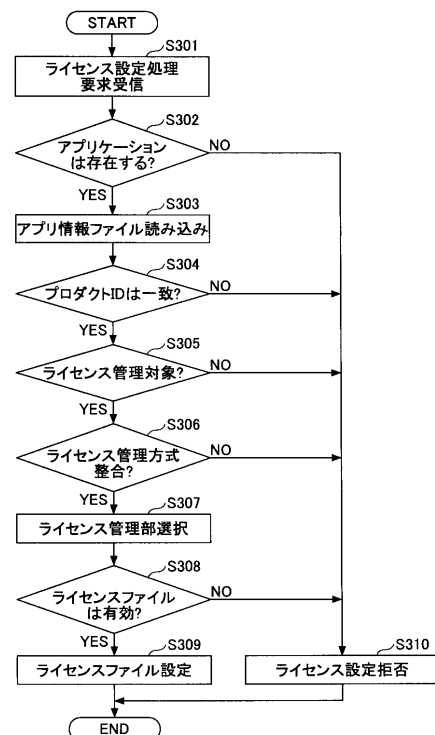 START
S301
ライセンス設定処理
要求受信
S302
アプリケーション
は存在する?
NO
YES
S303
アプリ情報ファイル読み込み
S304
プロダクトIDは一致?
NO
YES
S305
ライセンス管理対象?
NO
YES
S306
ライセンス管理方式
整合?
NO
YES
S307
ライセンス管理部選択
S308
ライセンスファイル
は有効?
NO
YES
S309
ライセンスファイル設定
S310
ライセンス設定拒否
END